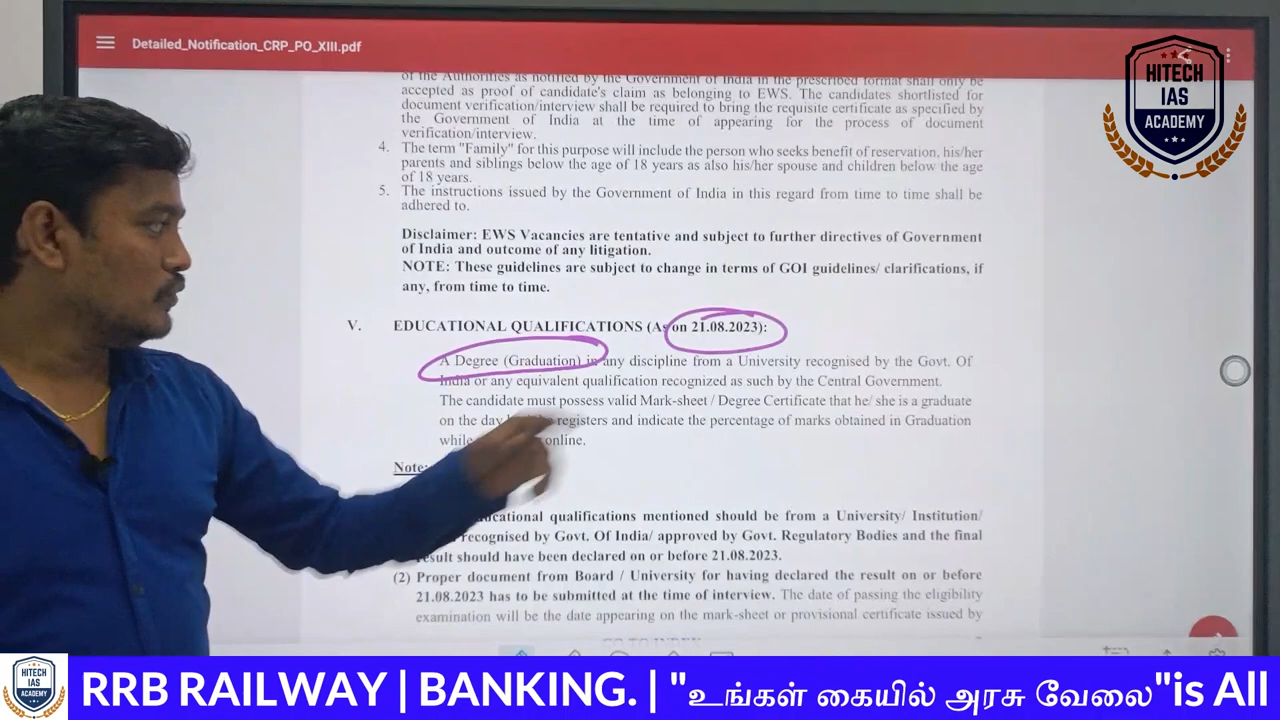 Detailed_Notification_CRP_PO_XIII.pdf
HITECH
IAS
ACADEMY
of the Authorities as notified by the Government of India in the prescribed format shall only be
accepted as proof of candidate's claim as belonging to EWS. The candidates shortlisted for
document verification/interview shall be required to bring the requisite certificate as specified by
the Government of India at the time of appearing for the process of document
verification/interview.
4. The term "Family" for this purpose will include the person who seeks benefit of reservation, his/her
parents and siblings below the age of 18 years as also his/her spouse and children below the age
of 18 years.
5. The instructions issued by the Government of India in this regard from time to time shall be
adhered to.
Disclaimer: EWS Vacancies are tentative and subject to further directives of Government
of India and outcome of any litigation.
NOTE: These guidelines are subject to change in terms of GOI guidelines/ clarifications, if
any, from time to time.
V. EDUCATIONAL QUALIFICATIONS (As on 21.08.2023):
A Degree (Graduation) in any discipline from a University recognised by the Govt. Of
India or any equivalent qualification recognized as such by the Central Government.
The candidate must possess valid Mark-sheet / Degree Certificate that he/ she is a graduate
on the day registers and indicate the percentage of marks obtained in Graduation
while online.
Note:
qualifications mentioned should be from a University/ Institution/
recognised by Govt. Of India/ approved by Govt. Regulatory Bodies and the final
result should have been declared on or before 21.08.2023.
(2) Proper document from Board / University for having declared the result on or before
21.08.2023 has to be submitted at the time of interview. The date of passing the eligibility
examination will be the date appearing on the mark-sheet or provisional certificate issued by
HITECH
IAS
ACADEMY
RRB RAILWAY | BANKING. | "உங்கள் கையில் அரசு வேலை"is All